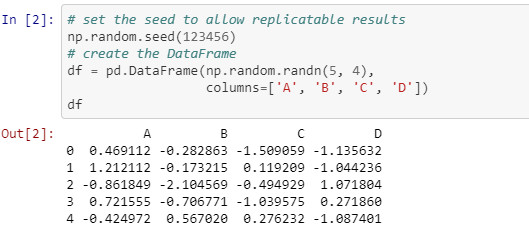 In [2]: # set the seed to allow replicatable results
np.random.seed(123456)
# create the DataFrame
df = pd.DataFrame(np.random.randn(5, 4),
columns=['A', 'B', 'C', 'D'])
df
Out[2]: A B C D
0 0.469112 -0.282863 -1.509059 -1.135632
1 1.212112 -0.173215 0.119209 -1.044236
2 -0.861849 -2.104569 -0.494929 1.071804
3 0.721555 -0.706771 -1.039575 0.271860
4 -0.424972 0.567020 0.276232 -1.087401